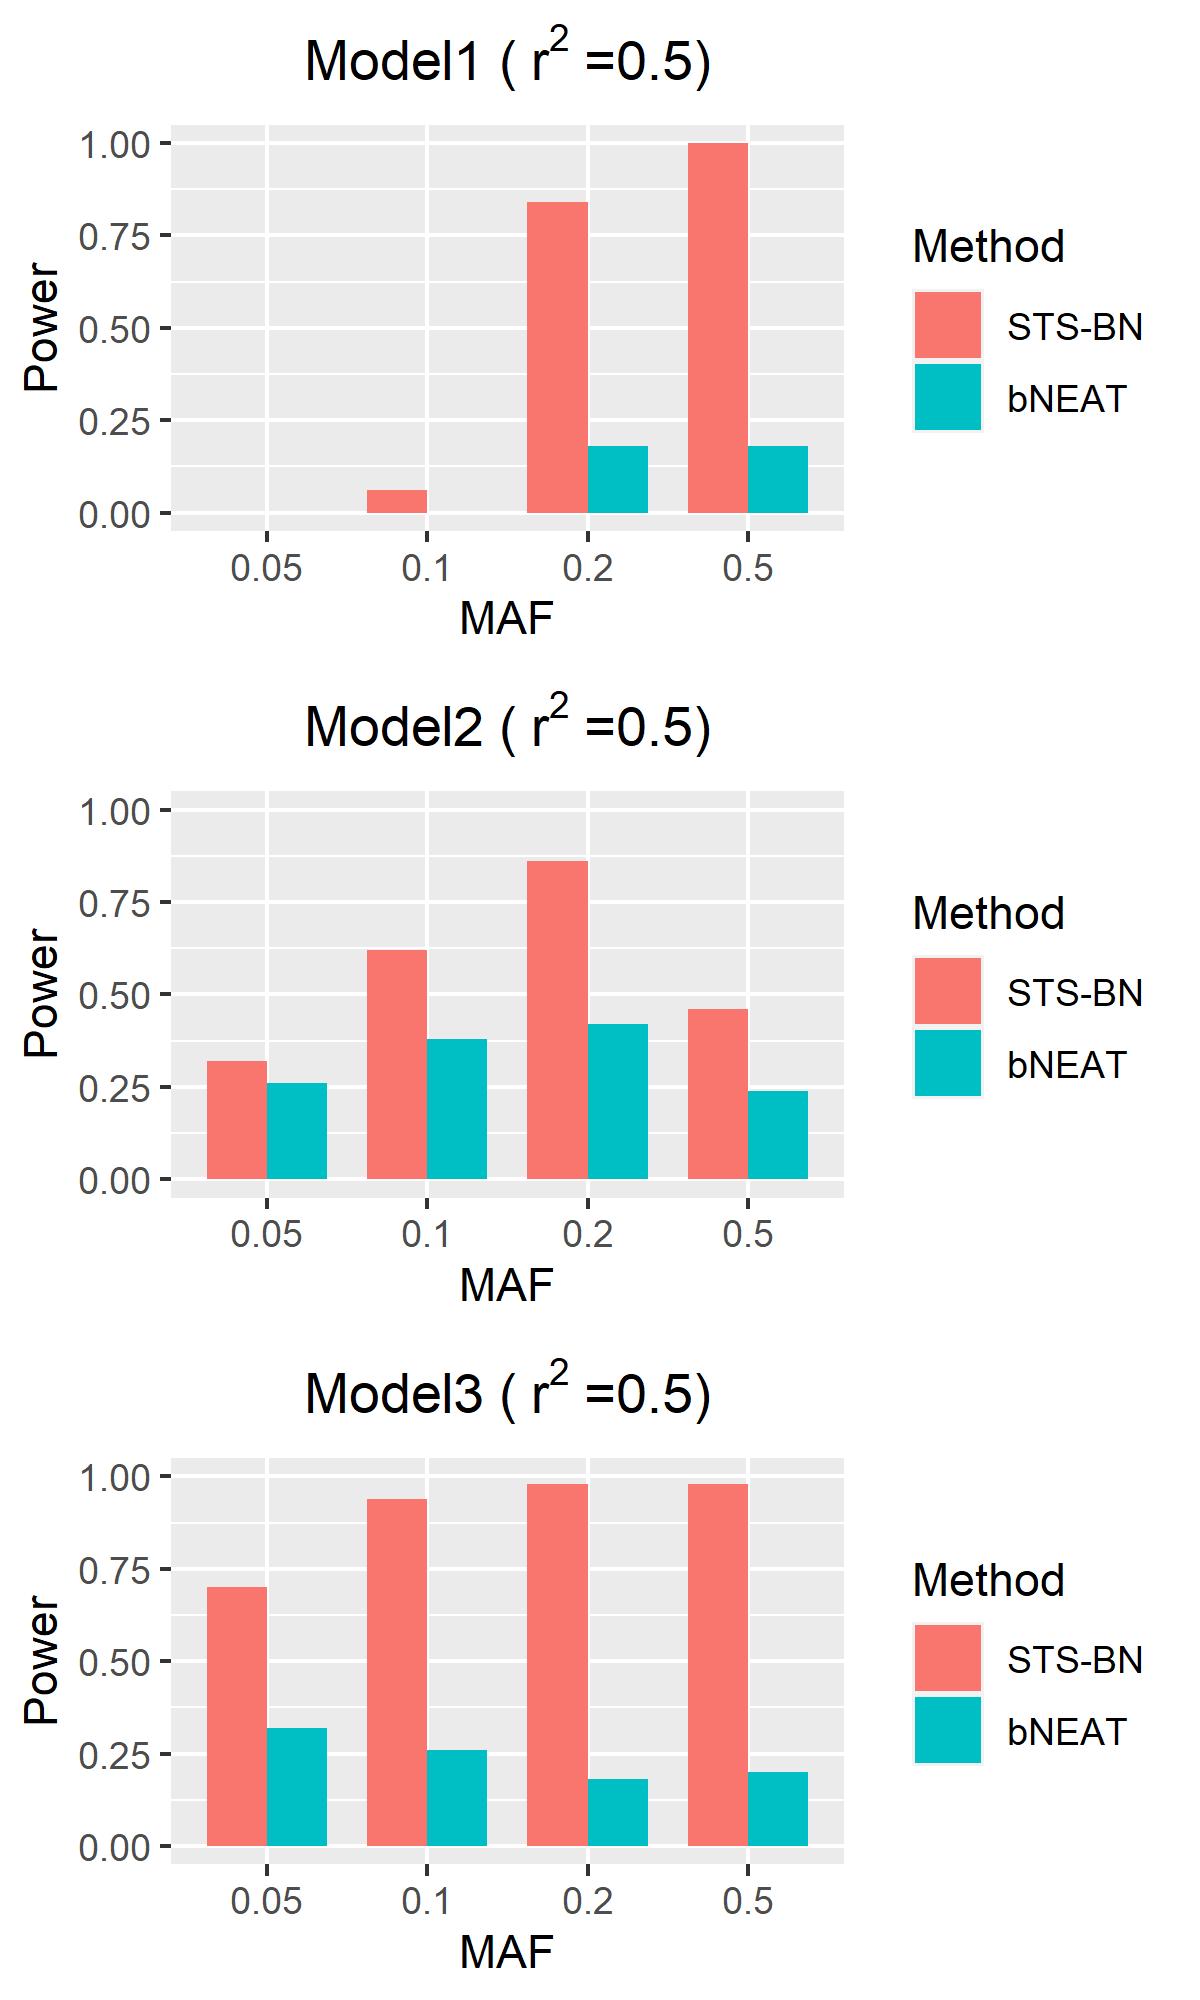 Model1 ( r² =0.5)
1.00
0.75
0.50
0.25
0.00
Power
0.05 0.1 0.2 0.5
MAF
Method
STS-BN
bNEAT
Model2 ( r² =0.5)
1.00
0.75
0.50
0.25
0.00
Power
0.05 0.1 0.2 0.5
MAF
Method
STS-BN
bNEAT
Model3 ( r² =0.5)
1.00
0.75
0.50
0.25
0.00
Power
0.05 0.1 0.2 0.5
MAF
Method
STS-BN
bNEAT